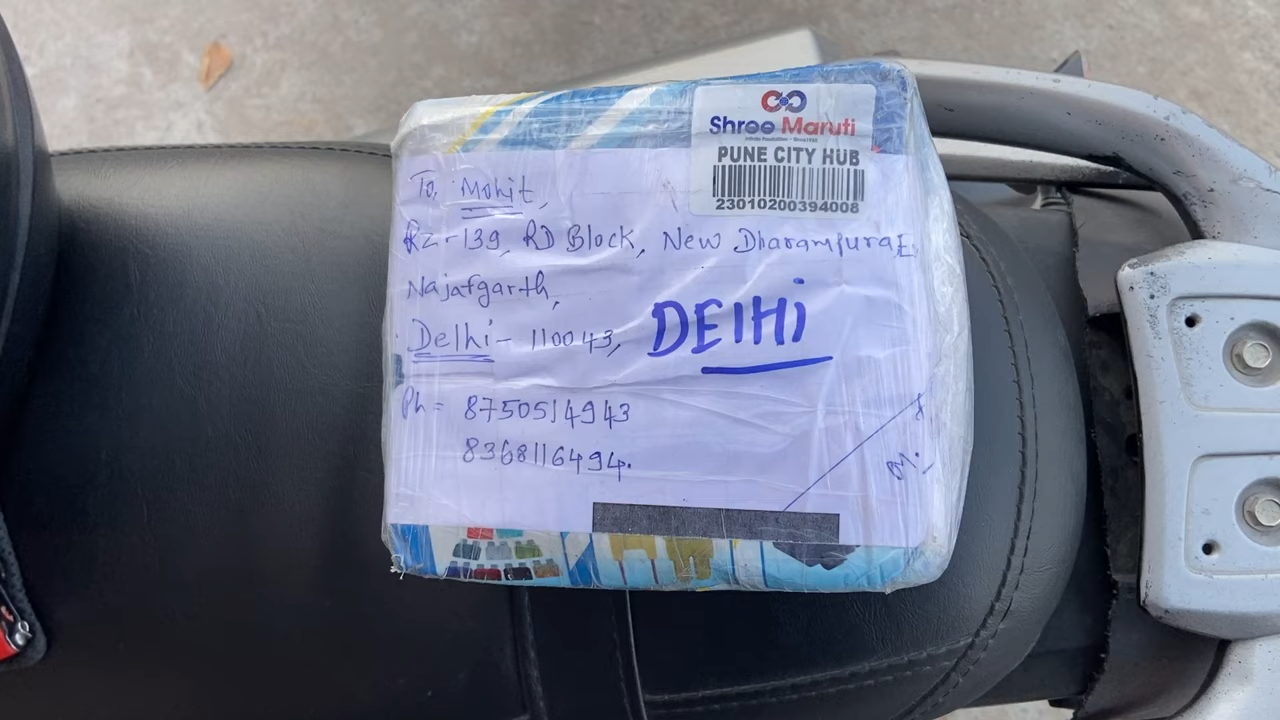 Shree Maruti
PUNE CITY HUB
23010200394008
To, Mohit,
RZ-139, RD Block, New Dharampura, E,
Najafgarth,
Delhi - 110043, DElHi
Ph = 8750514943
8368116494.